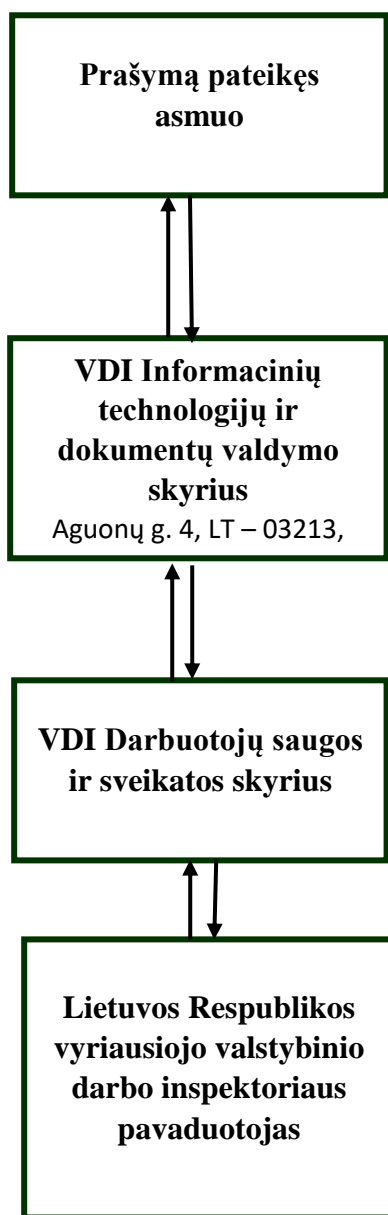 Prašymą pateikęs
asmuo
VDI Informacinių
technologijų ir
dokumentų valdymo
skyrius
Aguonų g. 4, LT – 03213,
VDI Darbuotojų saugos
ir sveikatos skyrius
Lietuvos Respublikos
vyriausiojo valstybinio
darbo inspektoriaus
pavaduotojas